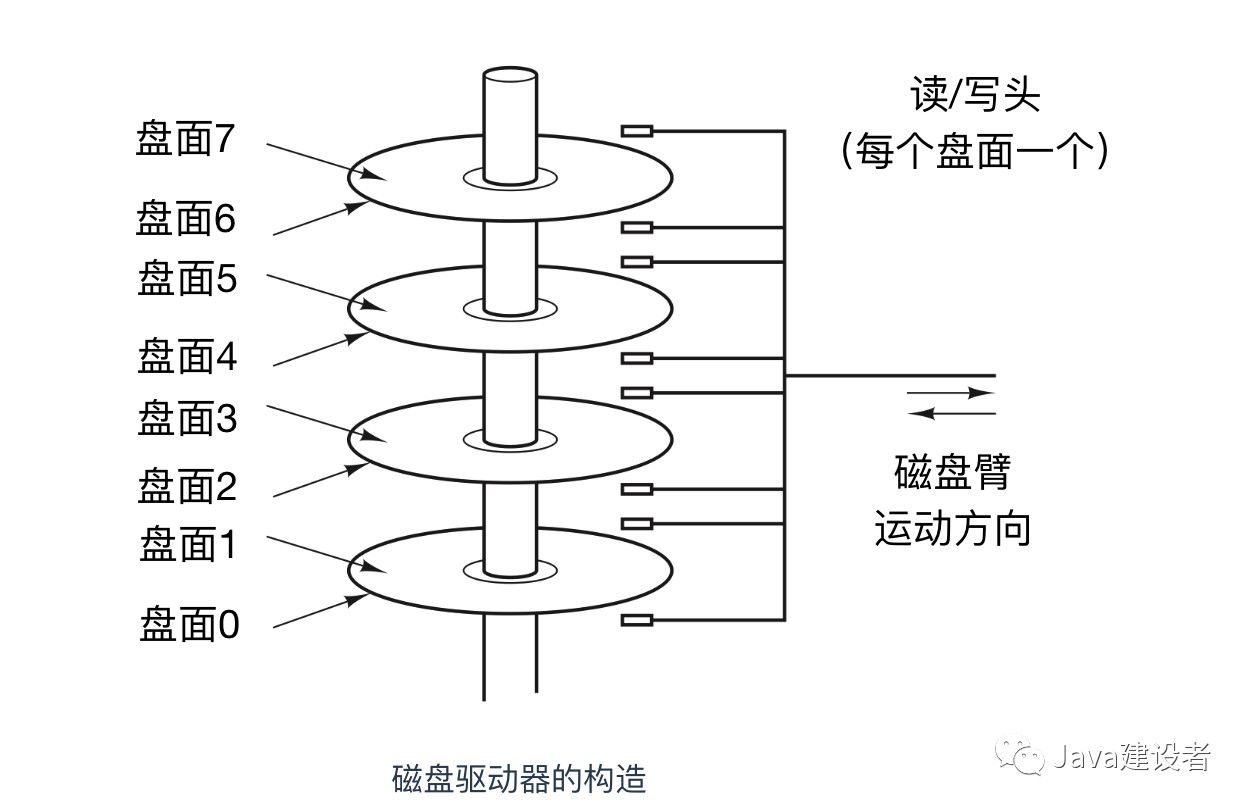 读/写头
(每个盘面一个)
盘面7
盘面6
盘面5
盘面4
盘面3
盘面2
盘面1
盘面0
磁盘臂
运动方向
磁盘驱动器的构造
Java建设者